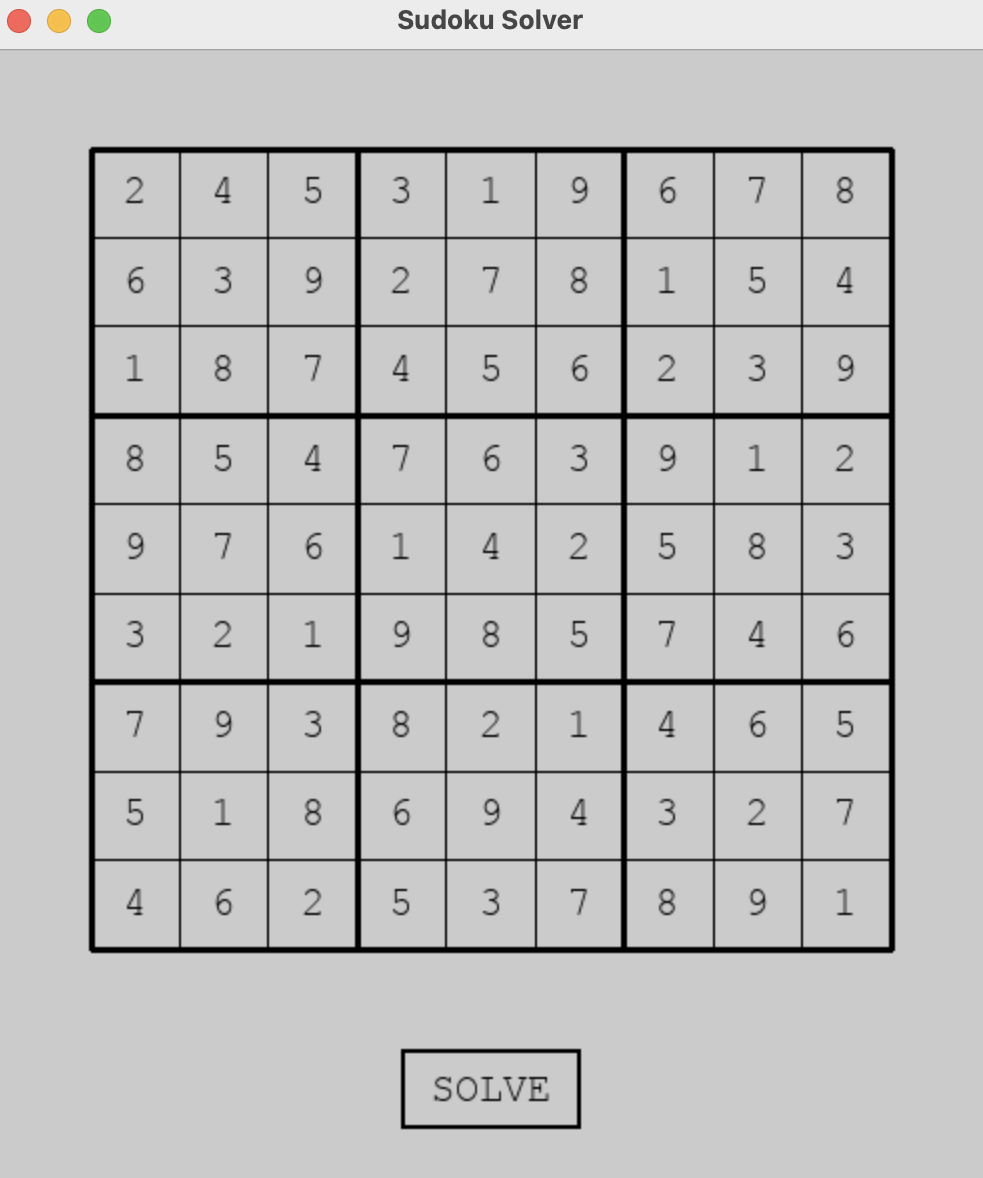 Sudoku Solver
2 4 5 3 1 9 6 7 8
6 3 9 2 7 8 1 5 4
1 8 7 4 5 6 2 3 9
8 5 4 7 6 3 9 1 2
9 7 6 1 4 2 5 8 3
3 2 1 9 8 5 7 4 6
7 9 3 8 2 1 4 6 5
5 1 8 6 9 4 3 2 7
4 6 2 5 3 7 8 9 1
SOLVE